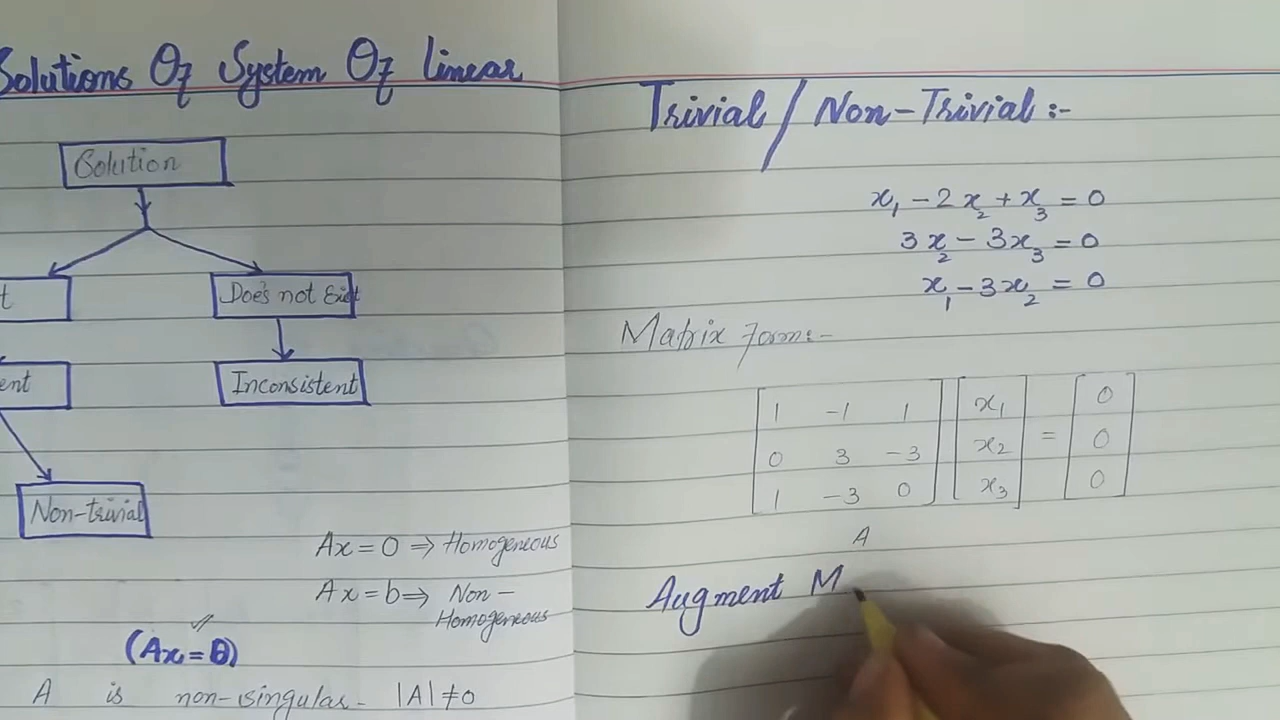 Solutions Of System Of linear
Solution
t
Does not Exist
ent
Inconsistent
Non-trivial
Ax = 0 ⇒ Homogeneous
Ax = b ⇒ Non-
Homogeneous
(Ax = θ)
A is non-singular. |A| ≠ 0
Trivial / Non-Trivial :-
x₁ - 2x₂ + x₃ = 0
3x₂ - 3x₃ = 0
x₁ - 3x₂ = 0
Matrix form:-
1 -1 1 x₁ 0
0 3 -3 x₂ = 0
1 -3 0 x₃ 0
A
Augment M